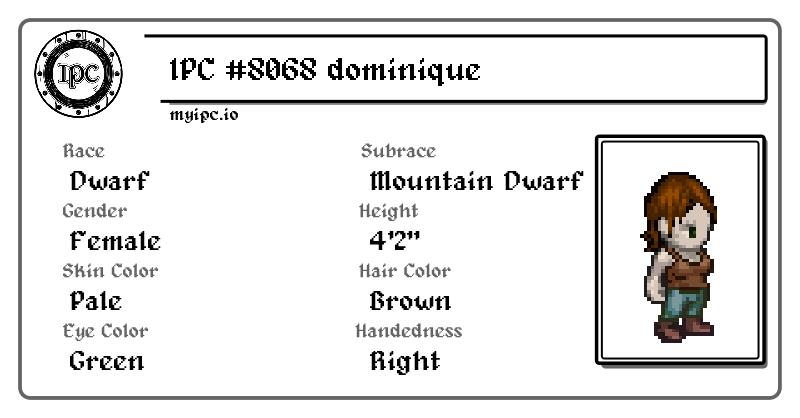 IPC
IPC #8068 dominique
myipc.io
Race
Dwarf
Subrace
Mountain Dwarf
Gender
Female
Height
4'2"
Skin Color
Pale
Hair Color
Brown
Eye Color
Green
Handedness
Right